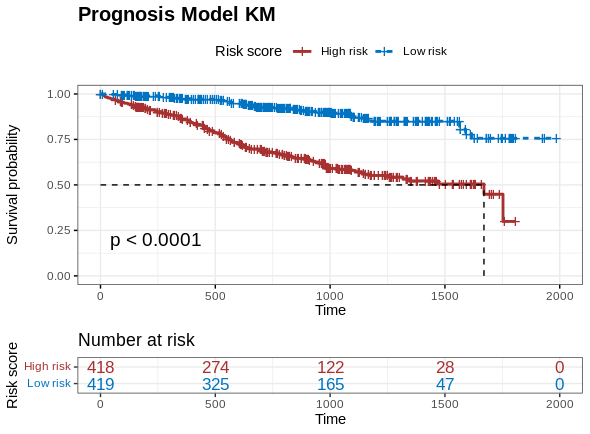 Prognosis Model KM
Risk score High risk Low risk
Survival probability
1.00
0.75
0.50
0.25
0.00
p < 0.0001
0 500 1000 1500 2000
Time
Number at risk
Risk score
High risk 418 274 122 28 0
Low risk 419 325 165 47 0
0 500 1000 1500 2000
Time